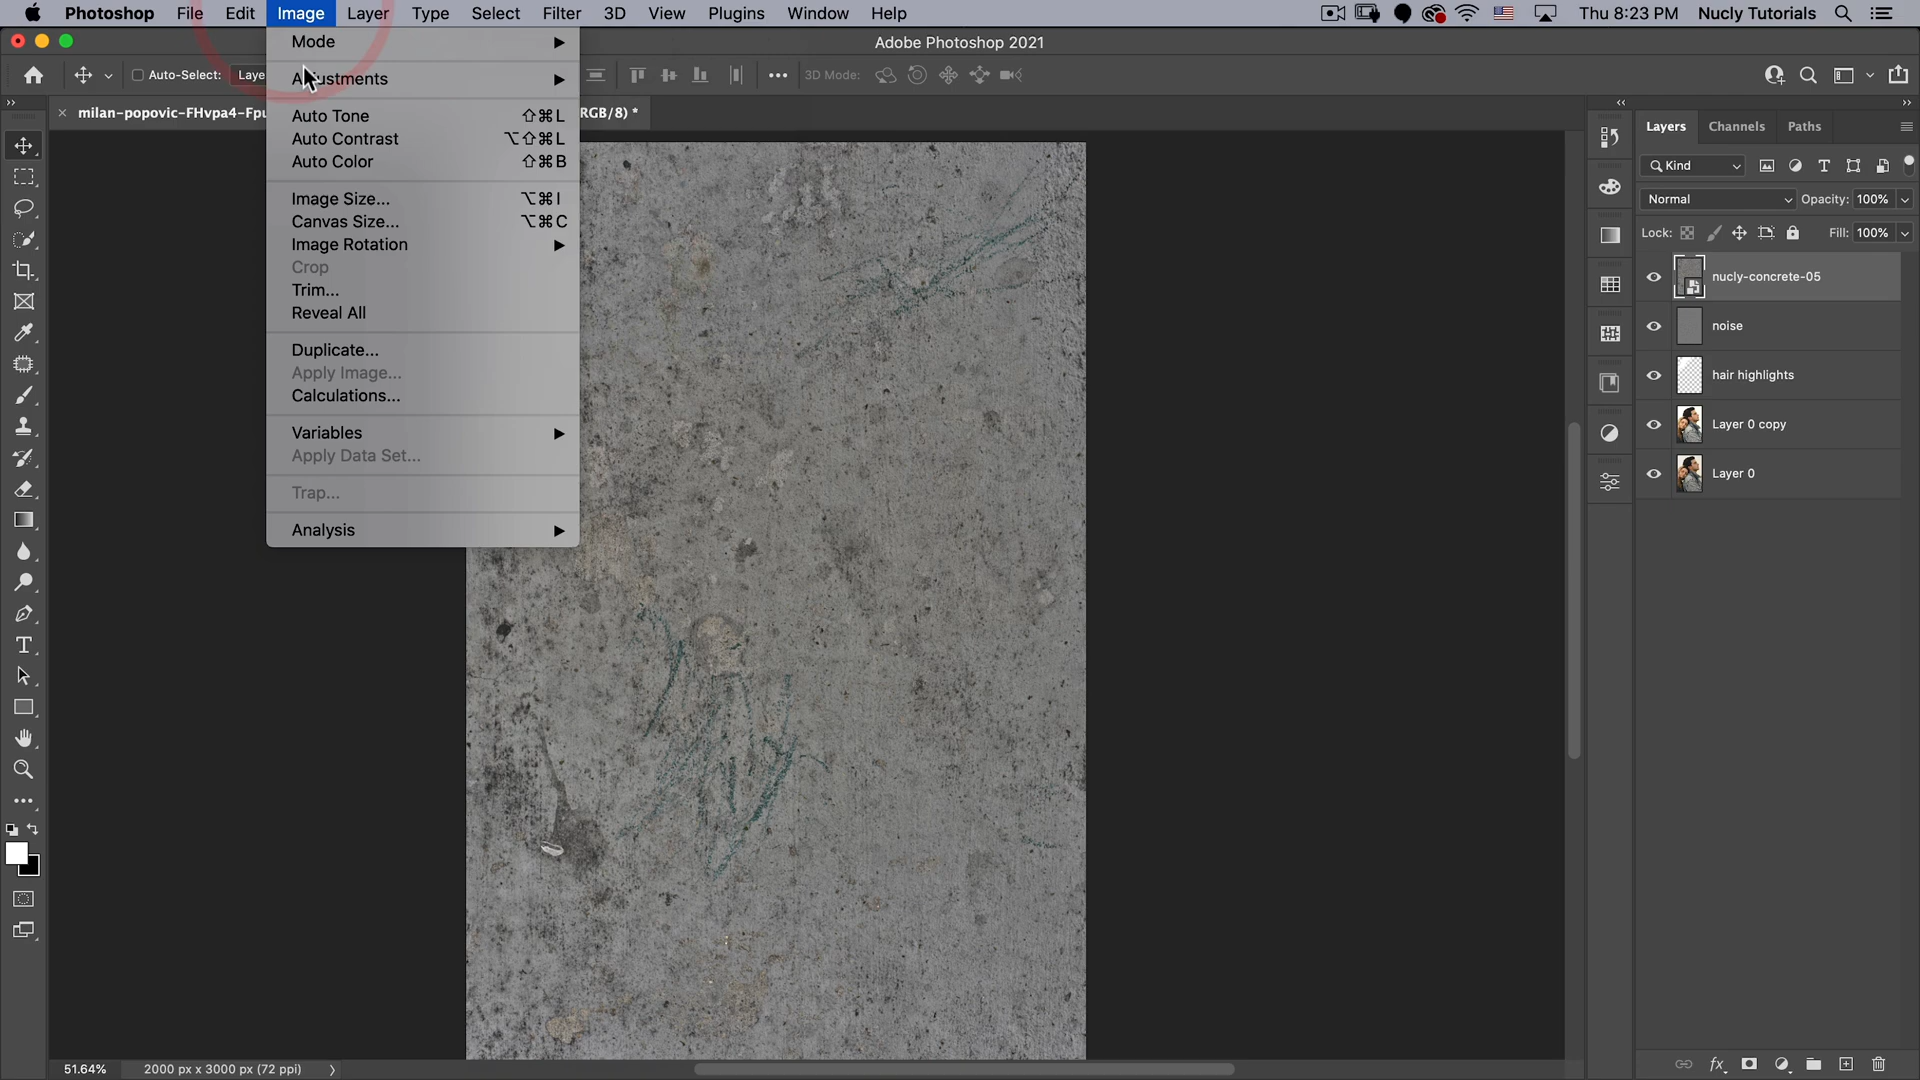 Photoshop File Edit Image Layer Type Select Filter 3D View Plugins Window Help Thu 8:23 PM Nucly Tutorials
Adobe Photoshop 2021
Auto-Select: Laye 3D Mode:
milan-popovic-FHvpa4-Fpu RGB/8) *
Mode
Adjustments
Auto Tone ⇧⌘L
Auto Contrast ⌥⇧⌘L
Auto Color ⇧⌘B
Image Size... ⌥⌘I
Canvas Size... ⌥⌘C
Image Rotation
Crop
Trim...
Reveal All
Duplicate...
Apply Image...
Calculations...
Variables
Apply Data Set...
Trap...
Analysis
Layers Channels Paths
Kind
Normal Opacity: 100%
Lock: Fill: 100%
nucly-concrete-05
noise
hair highlights
Layer 0 copy
Layer 0
51.64% 2000 px x 3000 px (72 ppi)